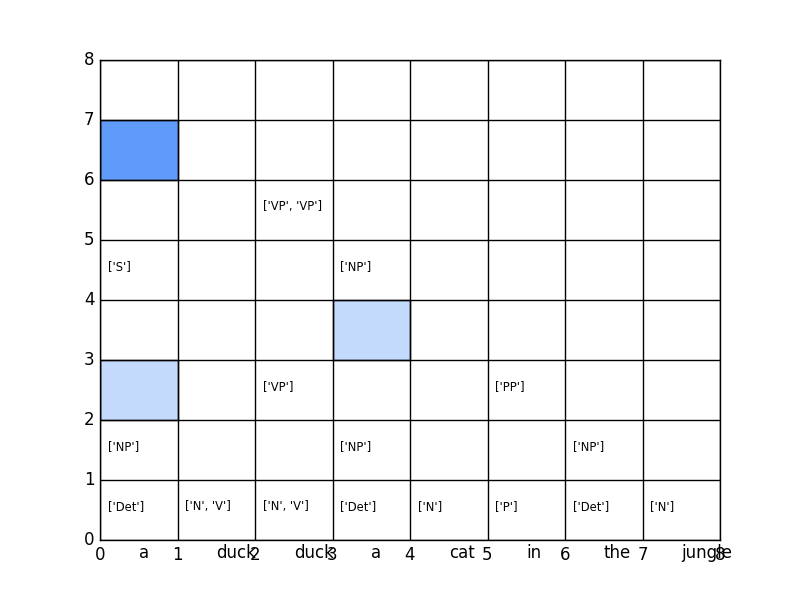 8
7
6
['VP', 'VP']
5
['S'] ['NP']
4
3
['VP'] ['PP']
2
['NP'] ['NP'] ['NP']
1
['Det'] ['N', 'V'] ['N', 'V'] ['Det'] ['N'] ['P'] ['Det'] ['N']
0
0 a 1 duck 2 duck 3 a 4 cat 5 in 6 the 7 jungle 8